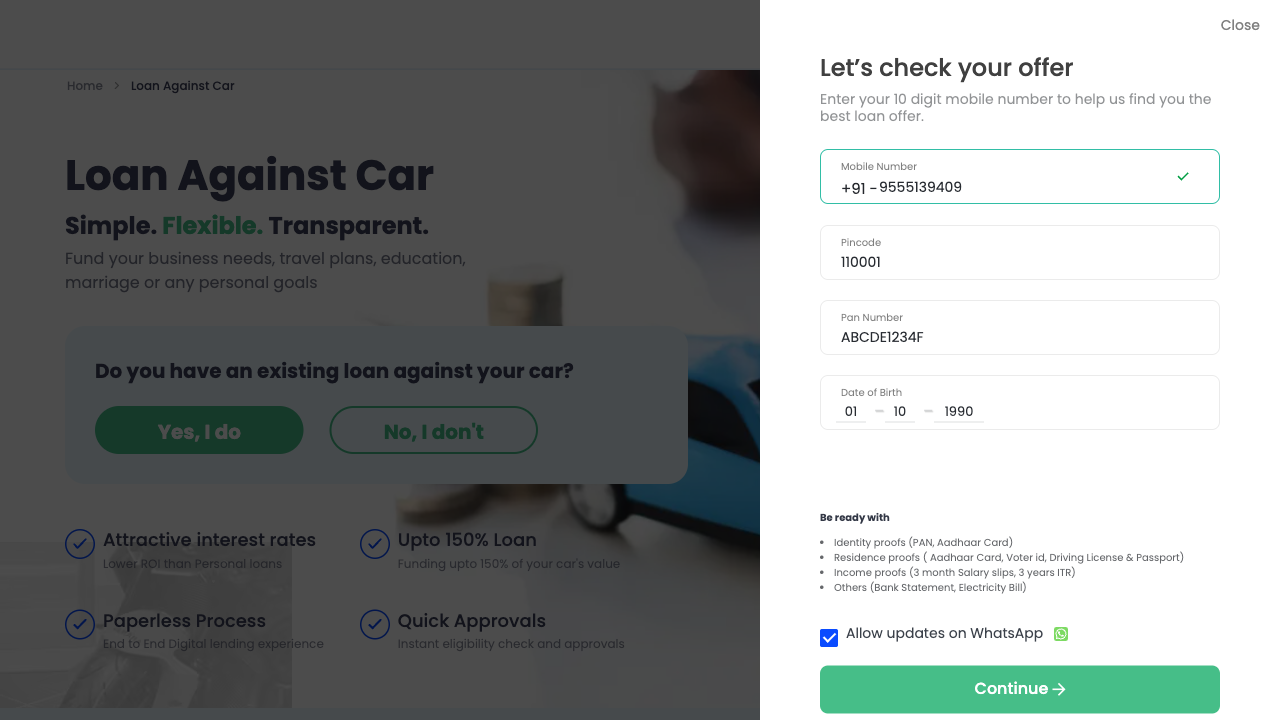 Home > Loan Against Car
Loan Against Car
Simple. Flexible. Transparent.
Fund your business needs, travel plans, education,
marriage or any personal goals
Do you have an existing loan against your car?
Yes, I do
No, I don't
Attractive interest rates
Lower ROI than Personal loans
Upto 150% Loan
Funding upto 150% of your car's value
Paperless Process
End to End Digital lending experience
Quick Approvals
Instant eligibility check and approvals
Close
Let's check your offer
Enter your 10 digit mobile number to help us find you the
best loan offer.
Mobile Number
+91 - 9555139409
Pincode
110001
Pan Number
ABCDE1234F
Date of Birth
01 - 10 - 1990
Be ready with
• Identity proofs (PAN, Aadhaar Card)
• Residence proofs ( Aadhaar Card, Voter id, Driving License & Passport)
• Income proofs (3 month Salary slips, 3 years ITR)
• Others (Bank Statement, Electricity Bill)
Allow updates on WhatsApp
Continue →